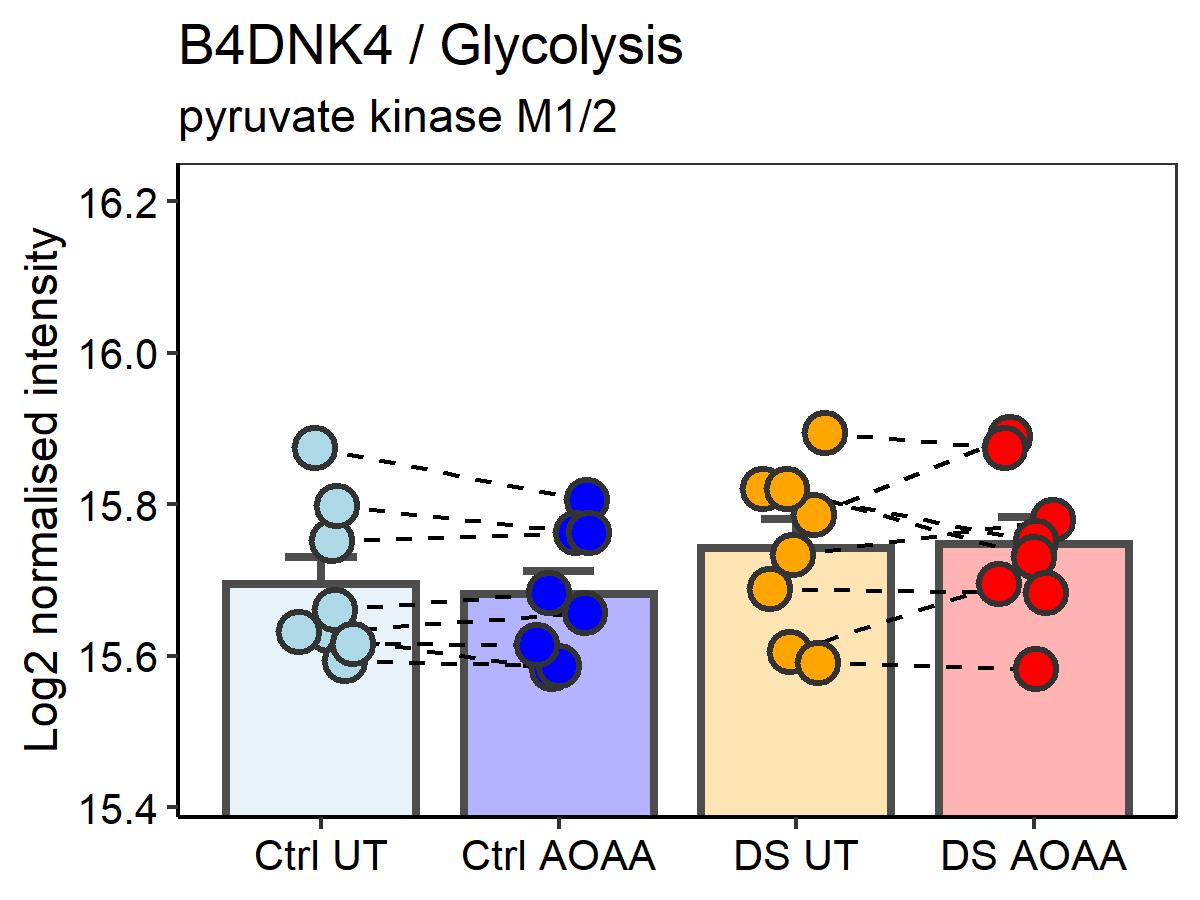 B4DNK4 / Glycolysis
pyruvate kinase M1/2
Log2 normalised intensity
16.2
16.0
15.8
15.6
15.4
Ctrl UT
Ctrl AOAA
DS UT
DS AOAA